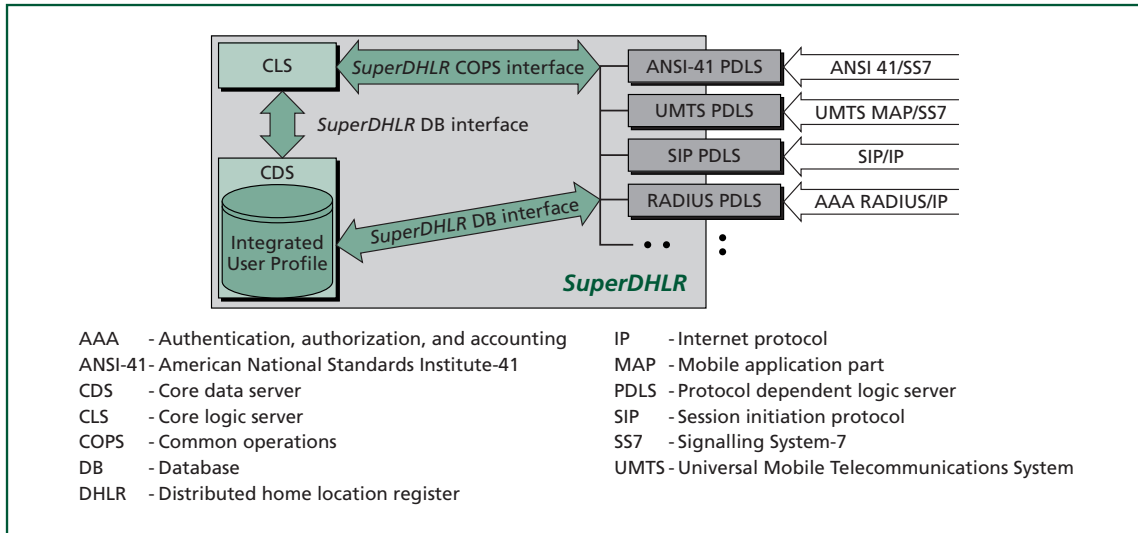 CLS
SuperDHLR COPS interface
ANSI-41 PDLS
ANSI 41/SS7
UMTS PDLS
UMTS MAP/SS7
SuperDHLR DB interface
SIP PDLS
SIP/IP
CDS
RADIUS PDLS
AAA RADIUS/IP
SuperDHLR DB interface
Integrated
User Profile
SuperDHLR
AAA - Authentication, authorization, and accounting
ANSI-41 - American National Standards Institute-41
CDS - Core data server
CLS - Core logic server
COPS - Common operations
DB - Database
DHLR - Distributed home location register
IP - Internet protocol
MAP - Mobile application part
PDLS - Protocol dependent logic server
SIP - Session initiation protocol
SS7 - Signalling System-7
UMTS - Universal Mobile Telecommunications System